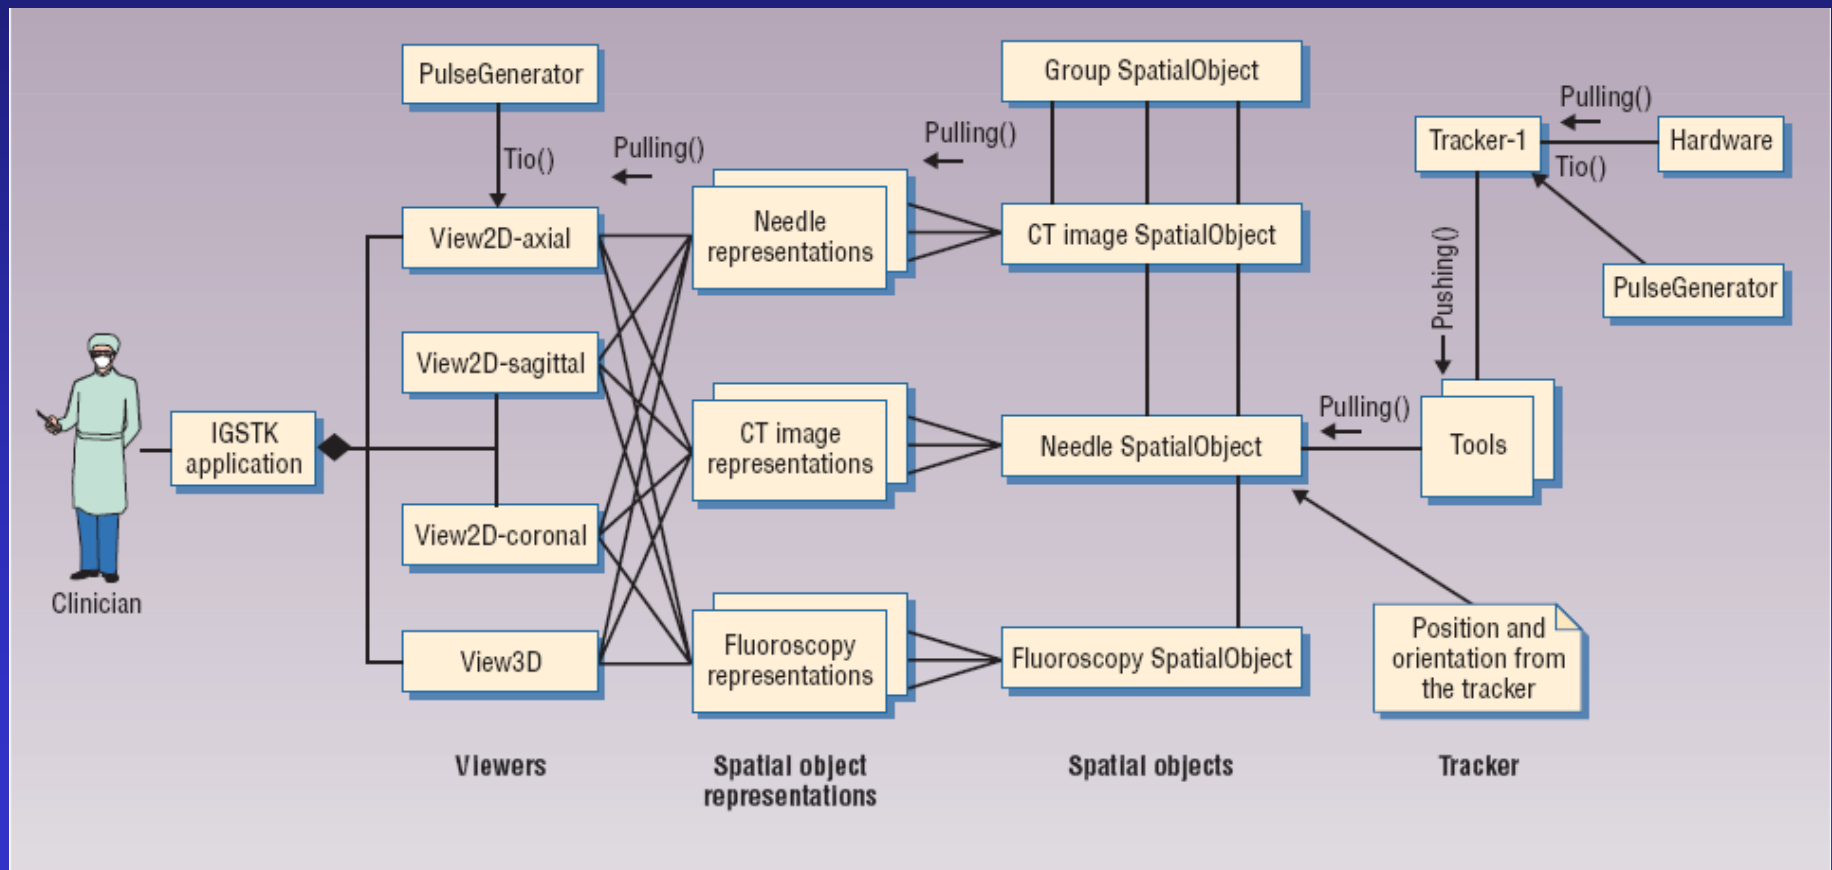 PulseGenerator
Tio()
Pulling()
Pulling()
Group SpatialObject
Pulling()
Tracker-1
Hardware
Tio()
PulseGenerator
Pushing()
View2D-axial
Needle
representations
CT image SpatialObject
View2D-sagittal
IGSTK
application
CT image
representations
Needle SpatialObject
Pulling()
Tools
View2D-coronal
Clinician
View3D
Fluoroscopy
representations
Fluoroscopy SpatialObject
Position and
orientation from
the tracker
Viewers
Spatial object
representations
Spatial objects
Tracker